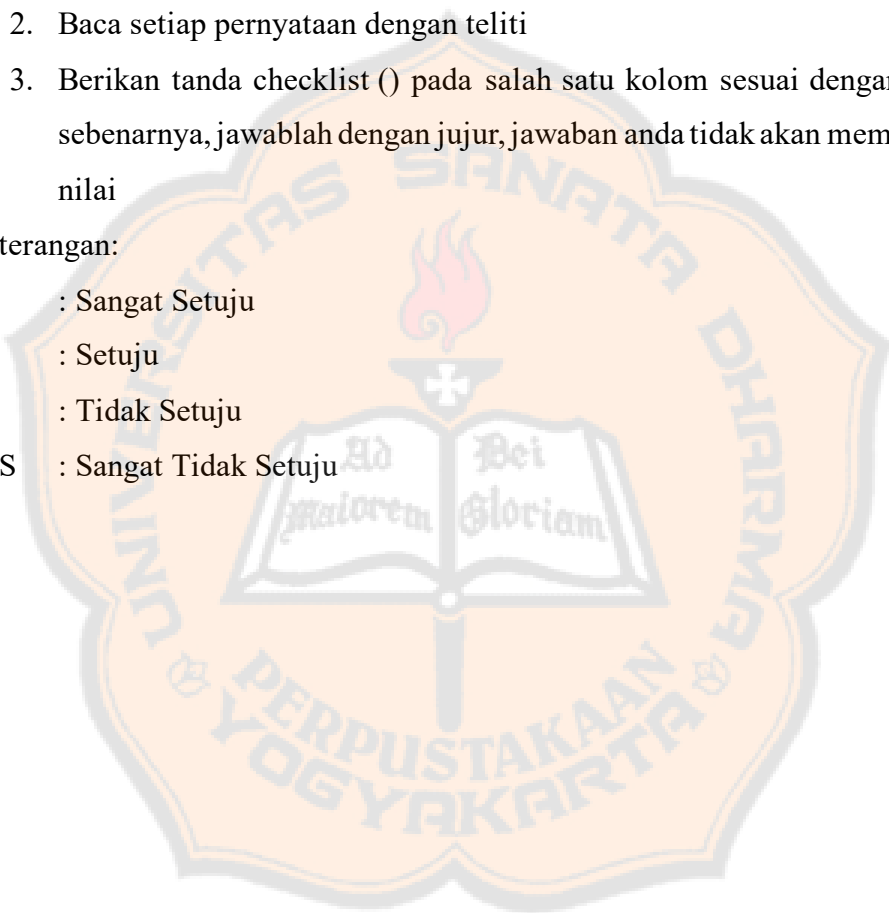 2. Baca setiap pernyataan dengan teliti
3. Berikan tanda checklist () pada salah satu kolom sesuai dengan
sebenarnya, jawablah dengan jujur, jawaban anda tidak akan mem
nilai
terangan:
: Sangat Setuju
: Setuju
: Tidak Setuju
S : Sangat Tidak Setuju
UNIVERSITAS SANATA DHARMA
Ad Dei
Maiorem Gloriam
PERPUSTAKAAN
YOGYAKARTA